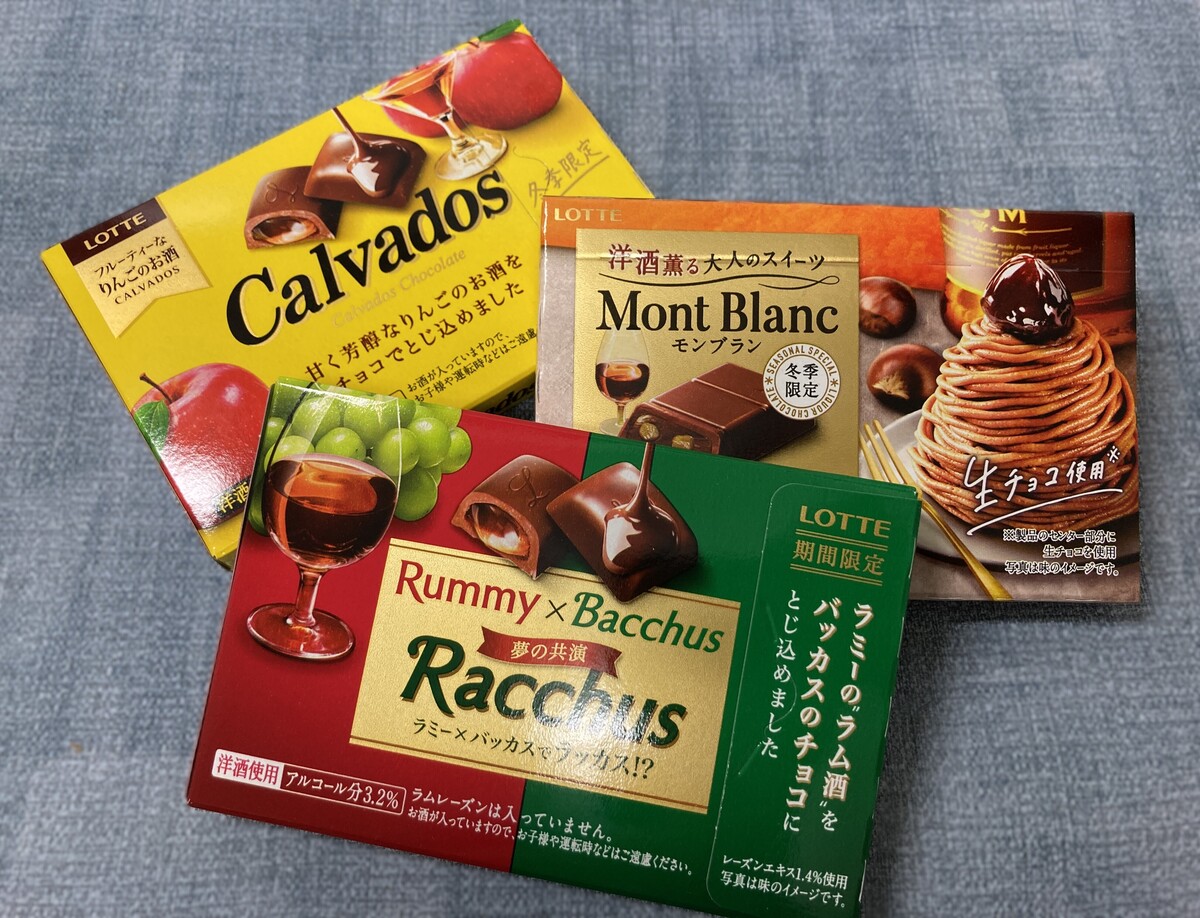 LOTTE
フルーティーな
りんごのお酒
CALVADOS
冬季限定
Calvados
Calvados Chocolate
甘く芳醇なりんごのお酒を
チョコでとじ込めました
お酒が入っていますので、
お子様や運転時などはご遠慮
洋酒
LOTTE
洋酒薫る大人のスイーツ
Mont Blanc
モンブラン
SEASONAL SPECIAL
冬季
限定
LIQUOR CHOCOLATE
生チョコ使用※
※製品のセンター部分に
生チョコを使用
写真は味のイメージです。
Rummy × Bacchus
夢の共演
Racchus
ラミー×バッカスでラッカス!?
洋酒使用 アルコール分3.2%
ラムレーズンは入っていません。
お酒が入っていますので、お子様や運転時などはご遠慮ください。
LOTTE
期間限定
ラミーの"ラム酒"を
バッカスのチョコに
とじ込めました
レーズンエキス1.4%使用
写真は味のイメージです。